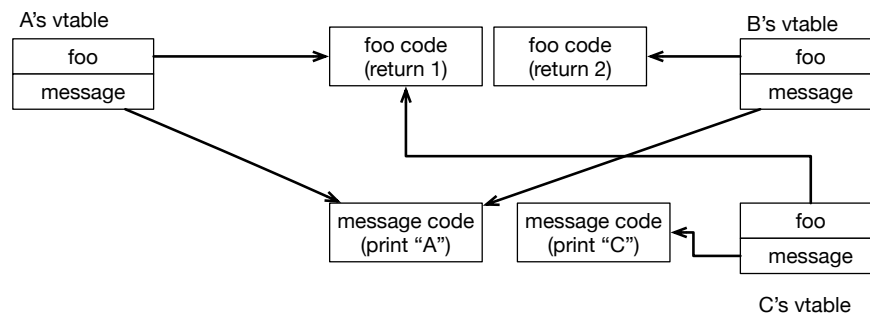 A's vtable
foo
message
foo code
(return 1)
foo code
(return 2)
B's vtable
foo
message
message code
(print “A”)
message code
(print “C”)
foo
message
C's vtable